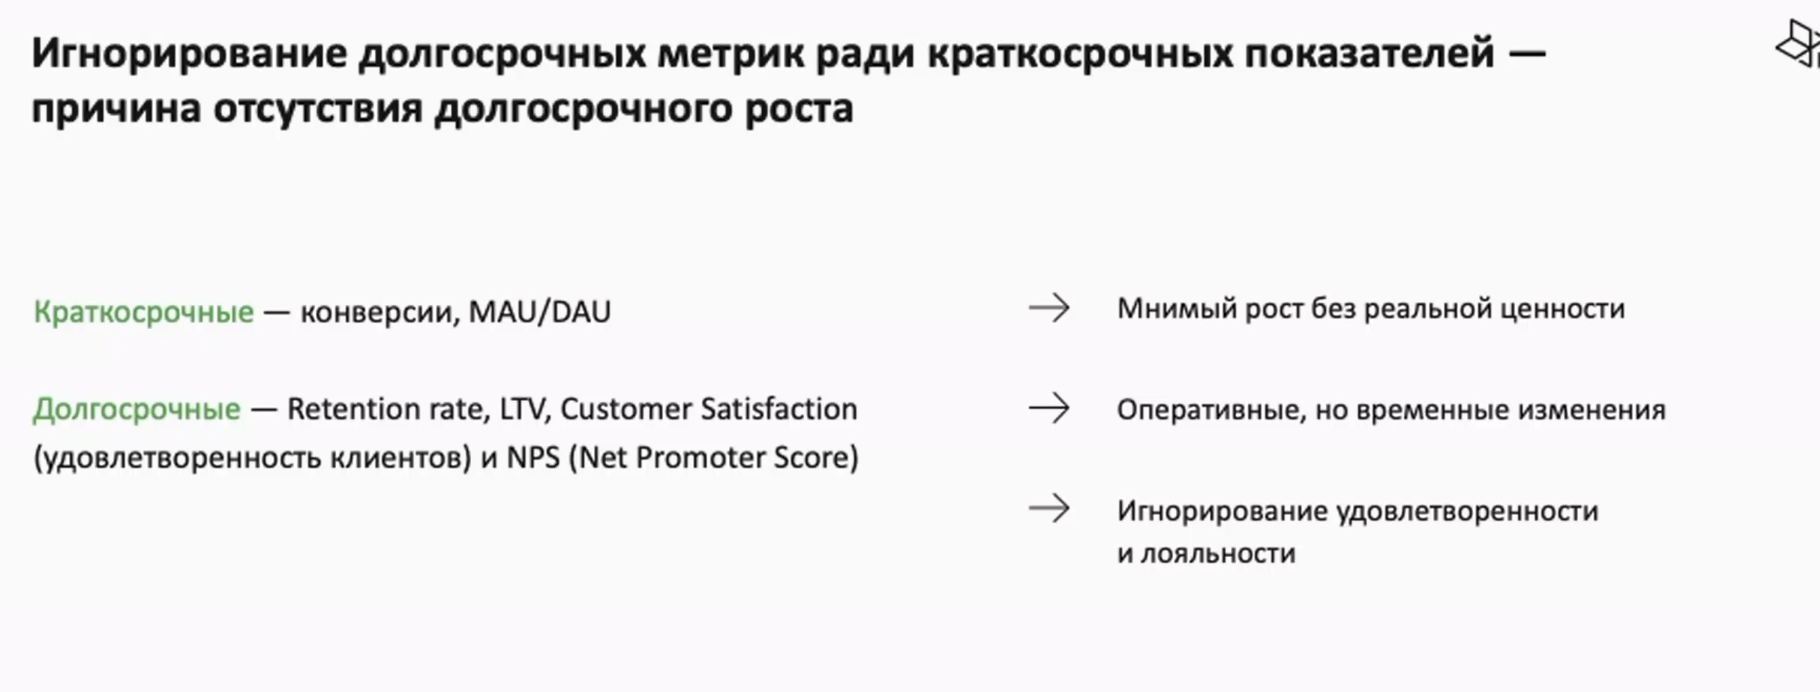 Игнорирование долгосрочных метрик ради краткосрочных показателей —
причина отсутствия долгосрочного роста
Краткосрочные — конверсии, MAU/DAU
Долгосрочные — Retention rate, LTV, Customer Satisfaction
(удовлетворенность клиентов) и NPS (Net Promoter Score)
→ Мнимый рост без реальной ценности
→ Оперативные, но временные изменения
→ Игнорирование удовлетворенности
и лояльности